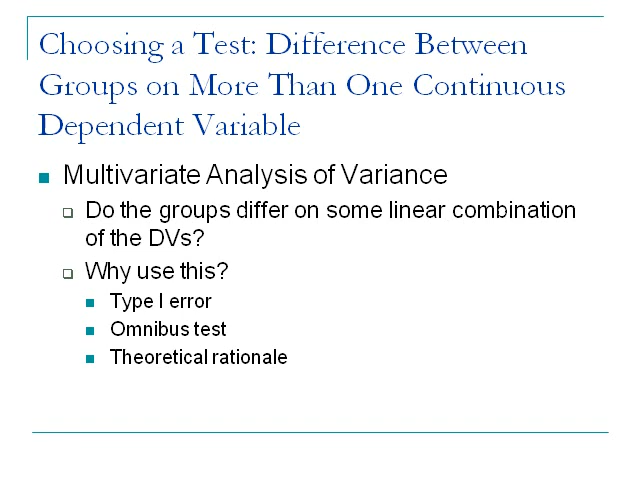 Choosing a Test: Difference Between
Groups on More Than One Continuous
Dependent Variable
Multivariate Analysis of Variance
Do the groups differ on some linear combination
of the DVs?
Why use this?
Type I error
Omnibus test
Theoretical rationale